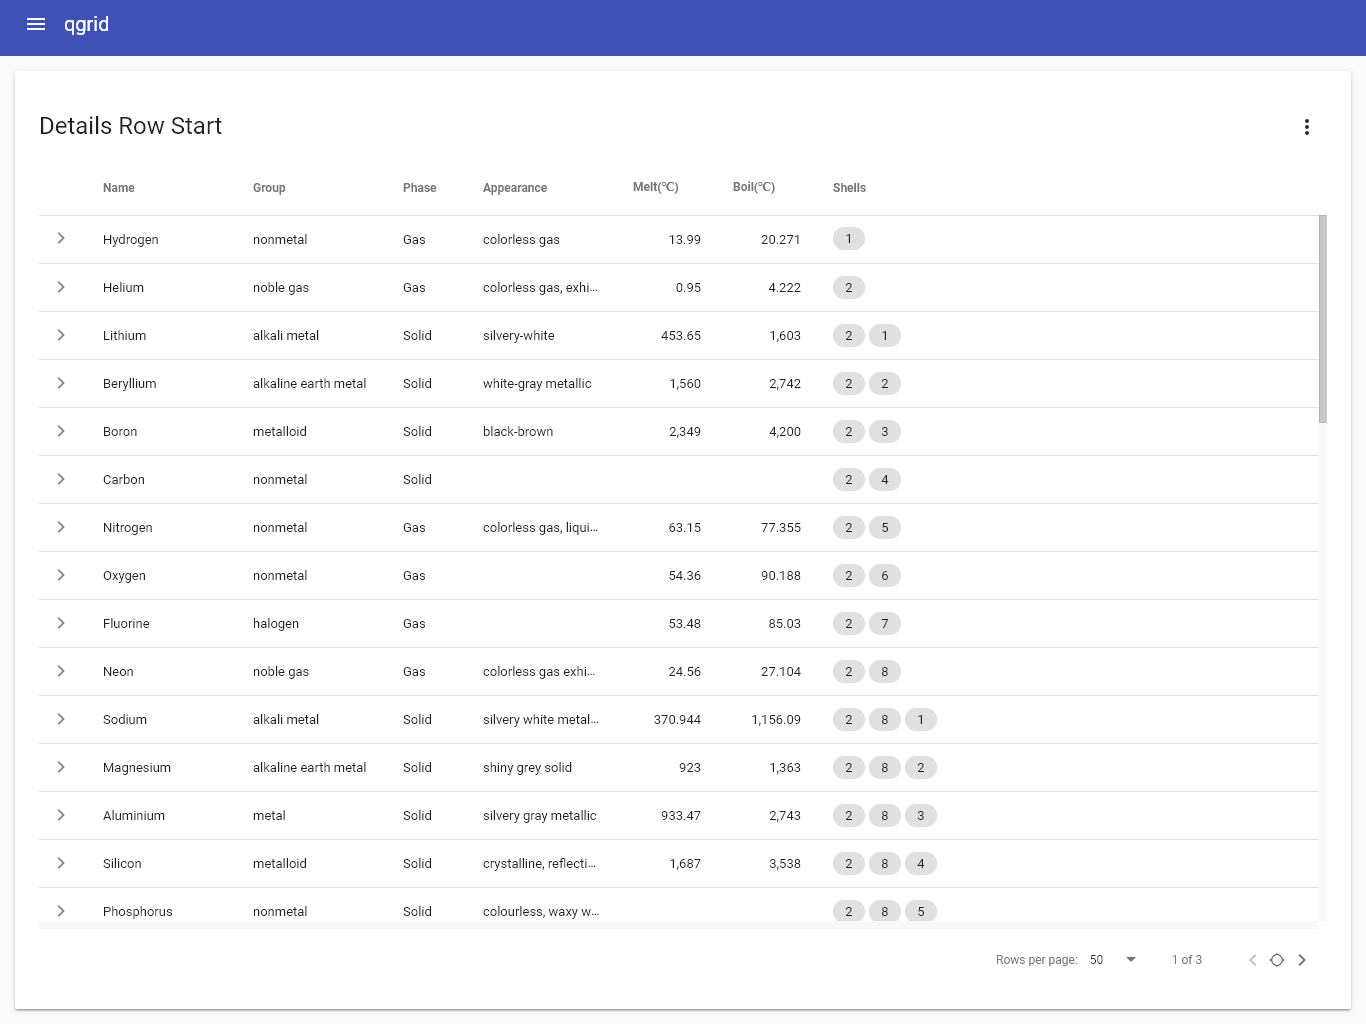 qgrid
Details Row Start
Name Group Phase Appearance Melt(°C) Boil(°C) Shells
Hydrogen nonmetal Gas colorless gas 13.99 20.271 1
Helium noble gas Gas colorless gas, exhi… 0.95 4.222 2
Lithium alkali metal Solid silvery-white 453.65 1,603 2 1
Beryllium alkaline earth metal Solid white-gray metallic 1,560 2,742 2 2
Boron metalloid Solid black-brown 2,349 4,200 2 3
Carbon nonmetal Solid 2 4
Nitrogen nonmetal Gas colorless gas, liqui… 63.15 77.355 2 5
Oxygen nonmetal Gas 54.36 90.188 2 6
Fluorine halogen Gas 53.48 85.03 2 7
Neon noble gas Gas colorless gas exhi… 24.56 27.104 2 8
Sodium alkali metal Solid silvery white metal… 370.944 1,156.09 2 8 1
Magnesium alkaline earth metal Solid shiny grey solid 923 1,363 2 8 2
Aluminium metal Solid silvery gray metallic 933.47 2,743 2 8 3
Silicon metalloid Solid crystalline, reflecti… 1,687 3,538 2 8 4
Phosphorus nonmetal Solid colourless, waxy w… 2 8 5
Rows per page: 50 1 of 3